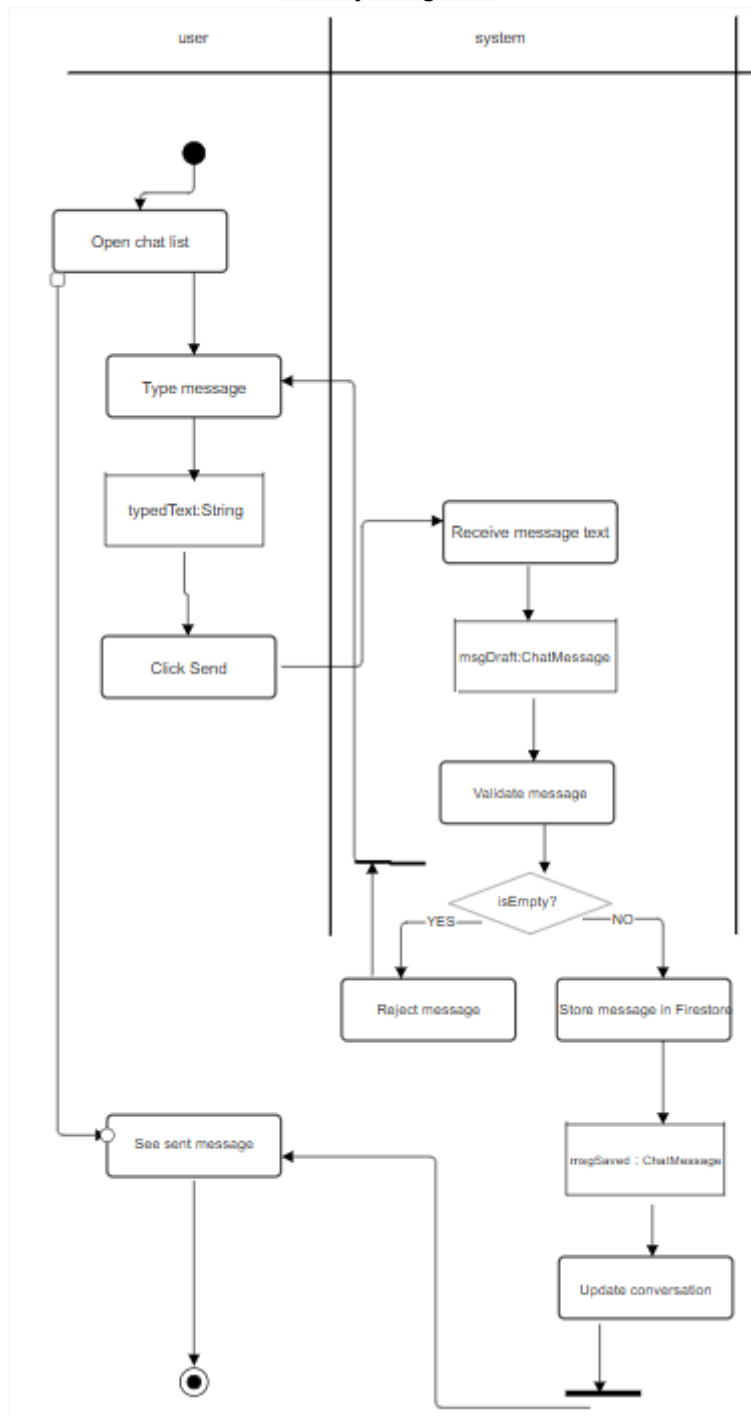 user
system
Open chat list
Type message
typedText:String
Receive message text
Click Send
msgDraft:ChatMessage
Validate message
isEmpty?
YES
NO
Reject message
Store message in Firestore
See sent message
msgSaved : ChatMessage
Update conversation